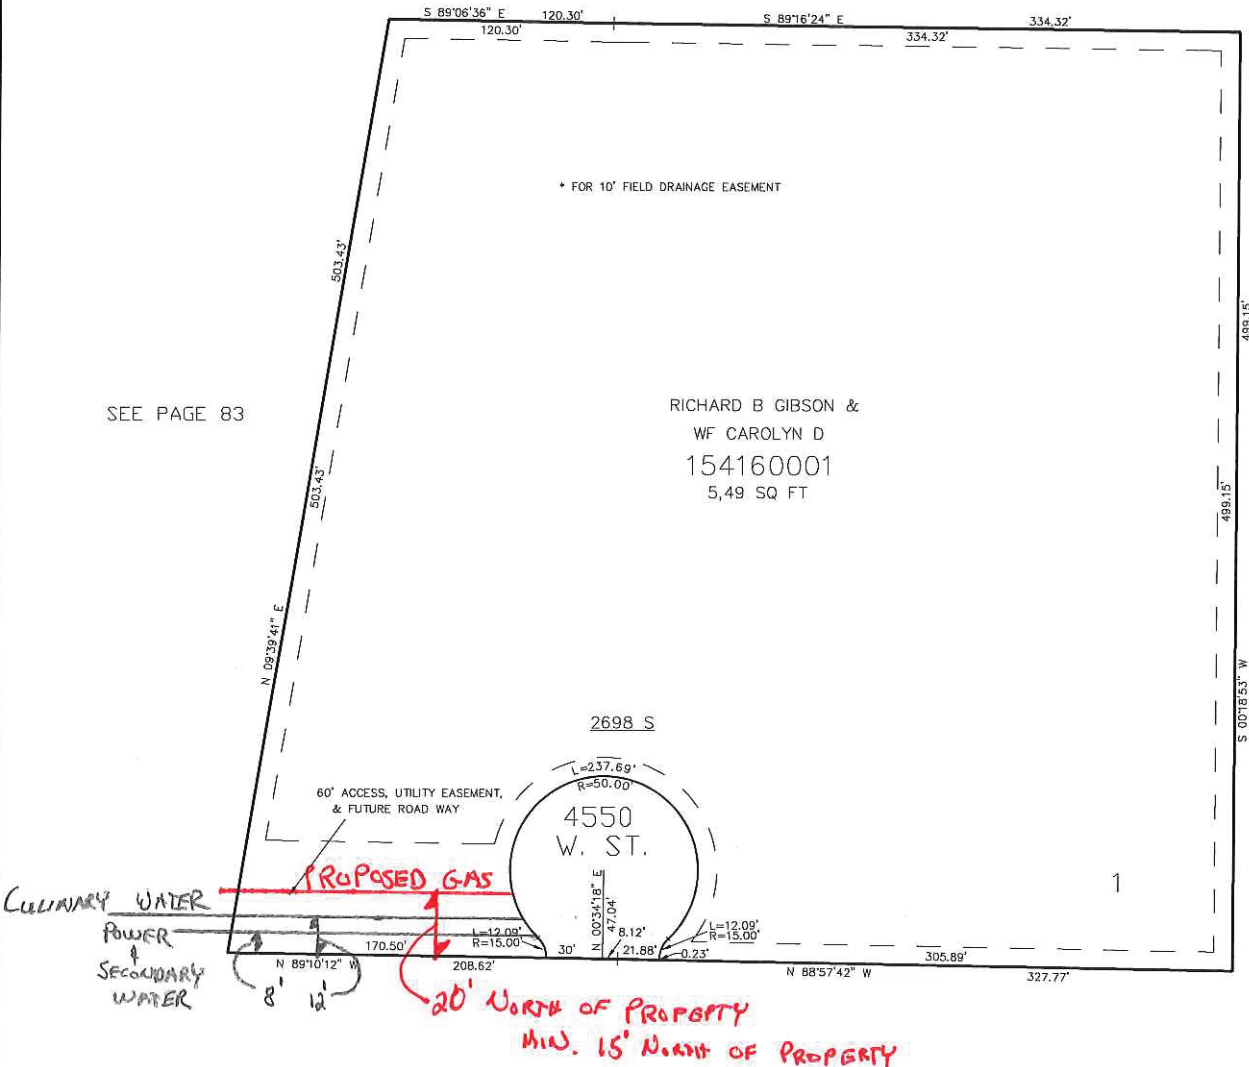 S 89°06'36" E 120.30' S 89°16'24" E 334.32'
120.30' 334.32'
* FOR 10' FIELD DRAINAGE EASEMENT
503.43'
499.15'
SEE PAGE 83
RICHARD B GIBSON &
WF CAROLYN D
154160001
5,49 SQ FT
503.43'
499.15'
N 09°39'41" E
S 00°18'53" W
2698 S
L=237.69'
R=50.00'
60' ACCESS, UTILITY EASEMENT,
& FUTURE ROAD WAY
4550
W. ST.
PROPOSED GAS
1
CULINARY WATER
N 00°34'18" E
47.04'
POWER
&
SECONDARY
WATER
L=12.09'
R=15.00'
8.12'
L=12.09'
R=15.00'
170.50' 30' 21.88' 0.23' 305.89'
N 89°10'12" W 208.62' N 88°57'42" W 327.77'
8' 12'
20' NORTH OF PROPEPTY
MIN. 15' NORTH OF PROPERTY